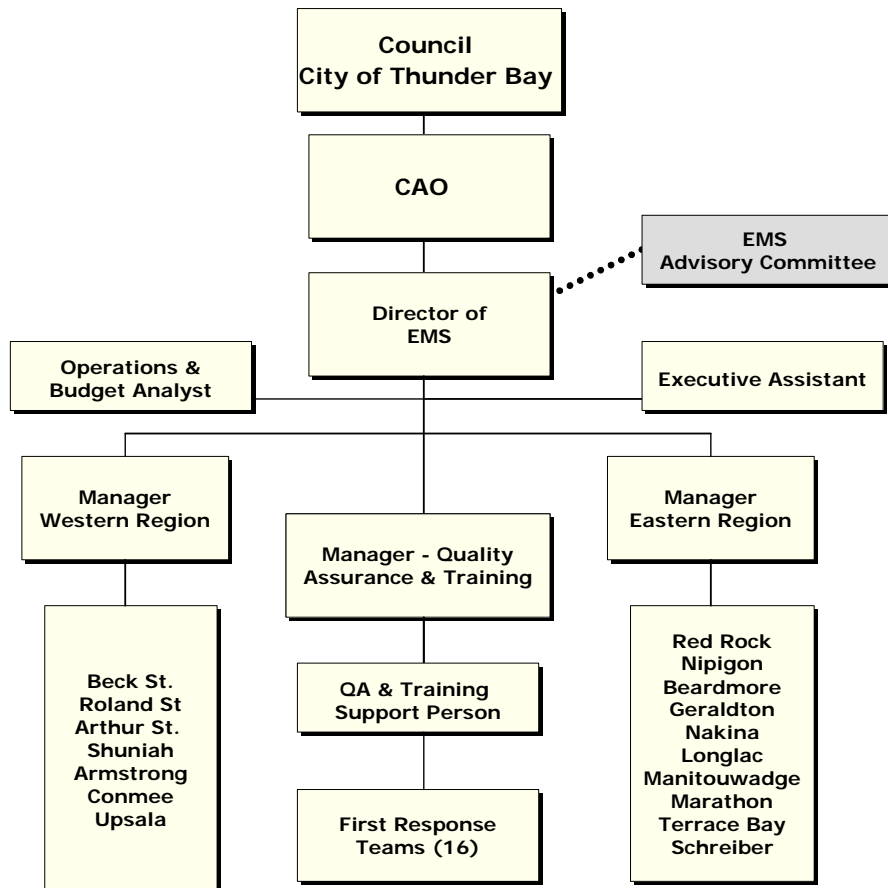 Council
City of Thunder Bay
CAO
EMS
Advisory Committee
Director of
EMS
Operations &
Budget Analyst
Executive Assistant
Manager
Western Region
Manager - Quality
Assurance & Training
Manager
Eastern Region
Beck St.
Roland St
Arthur St.
Shuniah
Armstrong
Conmee
Upsala
QA & Training
Support Person
First Response
Teams (16)
Red Rock
Nipigon
Beardmore
Geraldton
Nakina
Longlac
Manitouwadge
Marathon
Terrace Bay
Schreiber